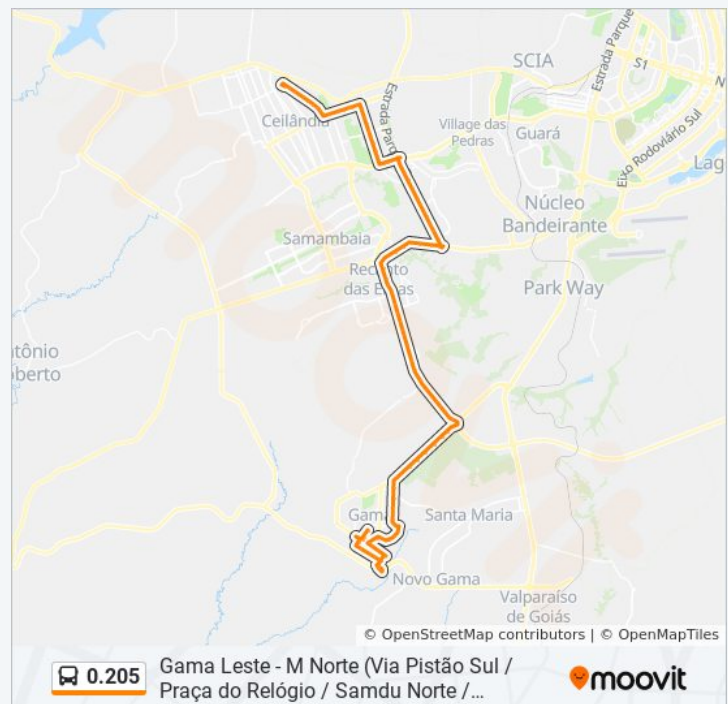 SCIA
Estrada Parque
S1
N
Ceilândia
Estrada Parq
Village das
Pedras
Guará
Eixo Rodoviário Sul
Lag
Núcleo
Bandeirante
Samambaia
Recanto
das Emas
Park Way
ntônio
oberto
Gama
Santa Maria
Novo Gama
Valparaíso
de Goiás
© OpenStreetMap contributors | © OpenMapTiles
0.205
Gama Leste - M Norte (Via Pistão Sul /
Praça do Relógio / Samdu Norte /...
moovit